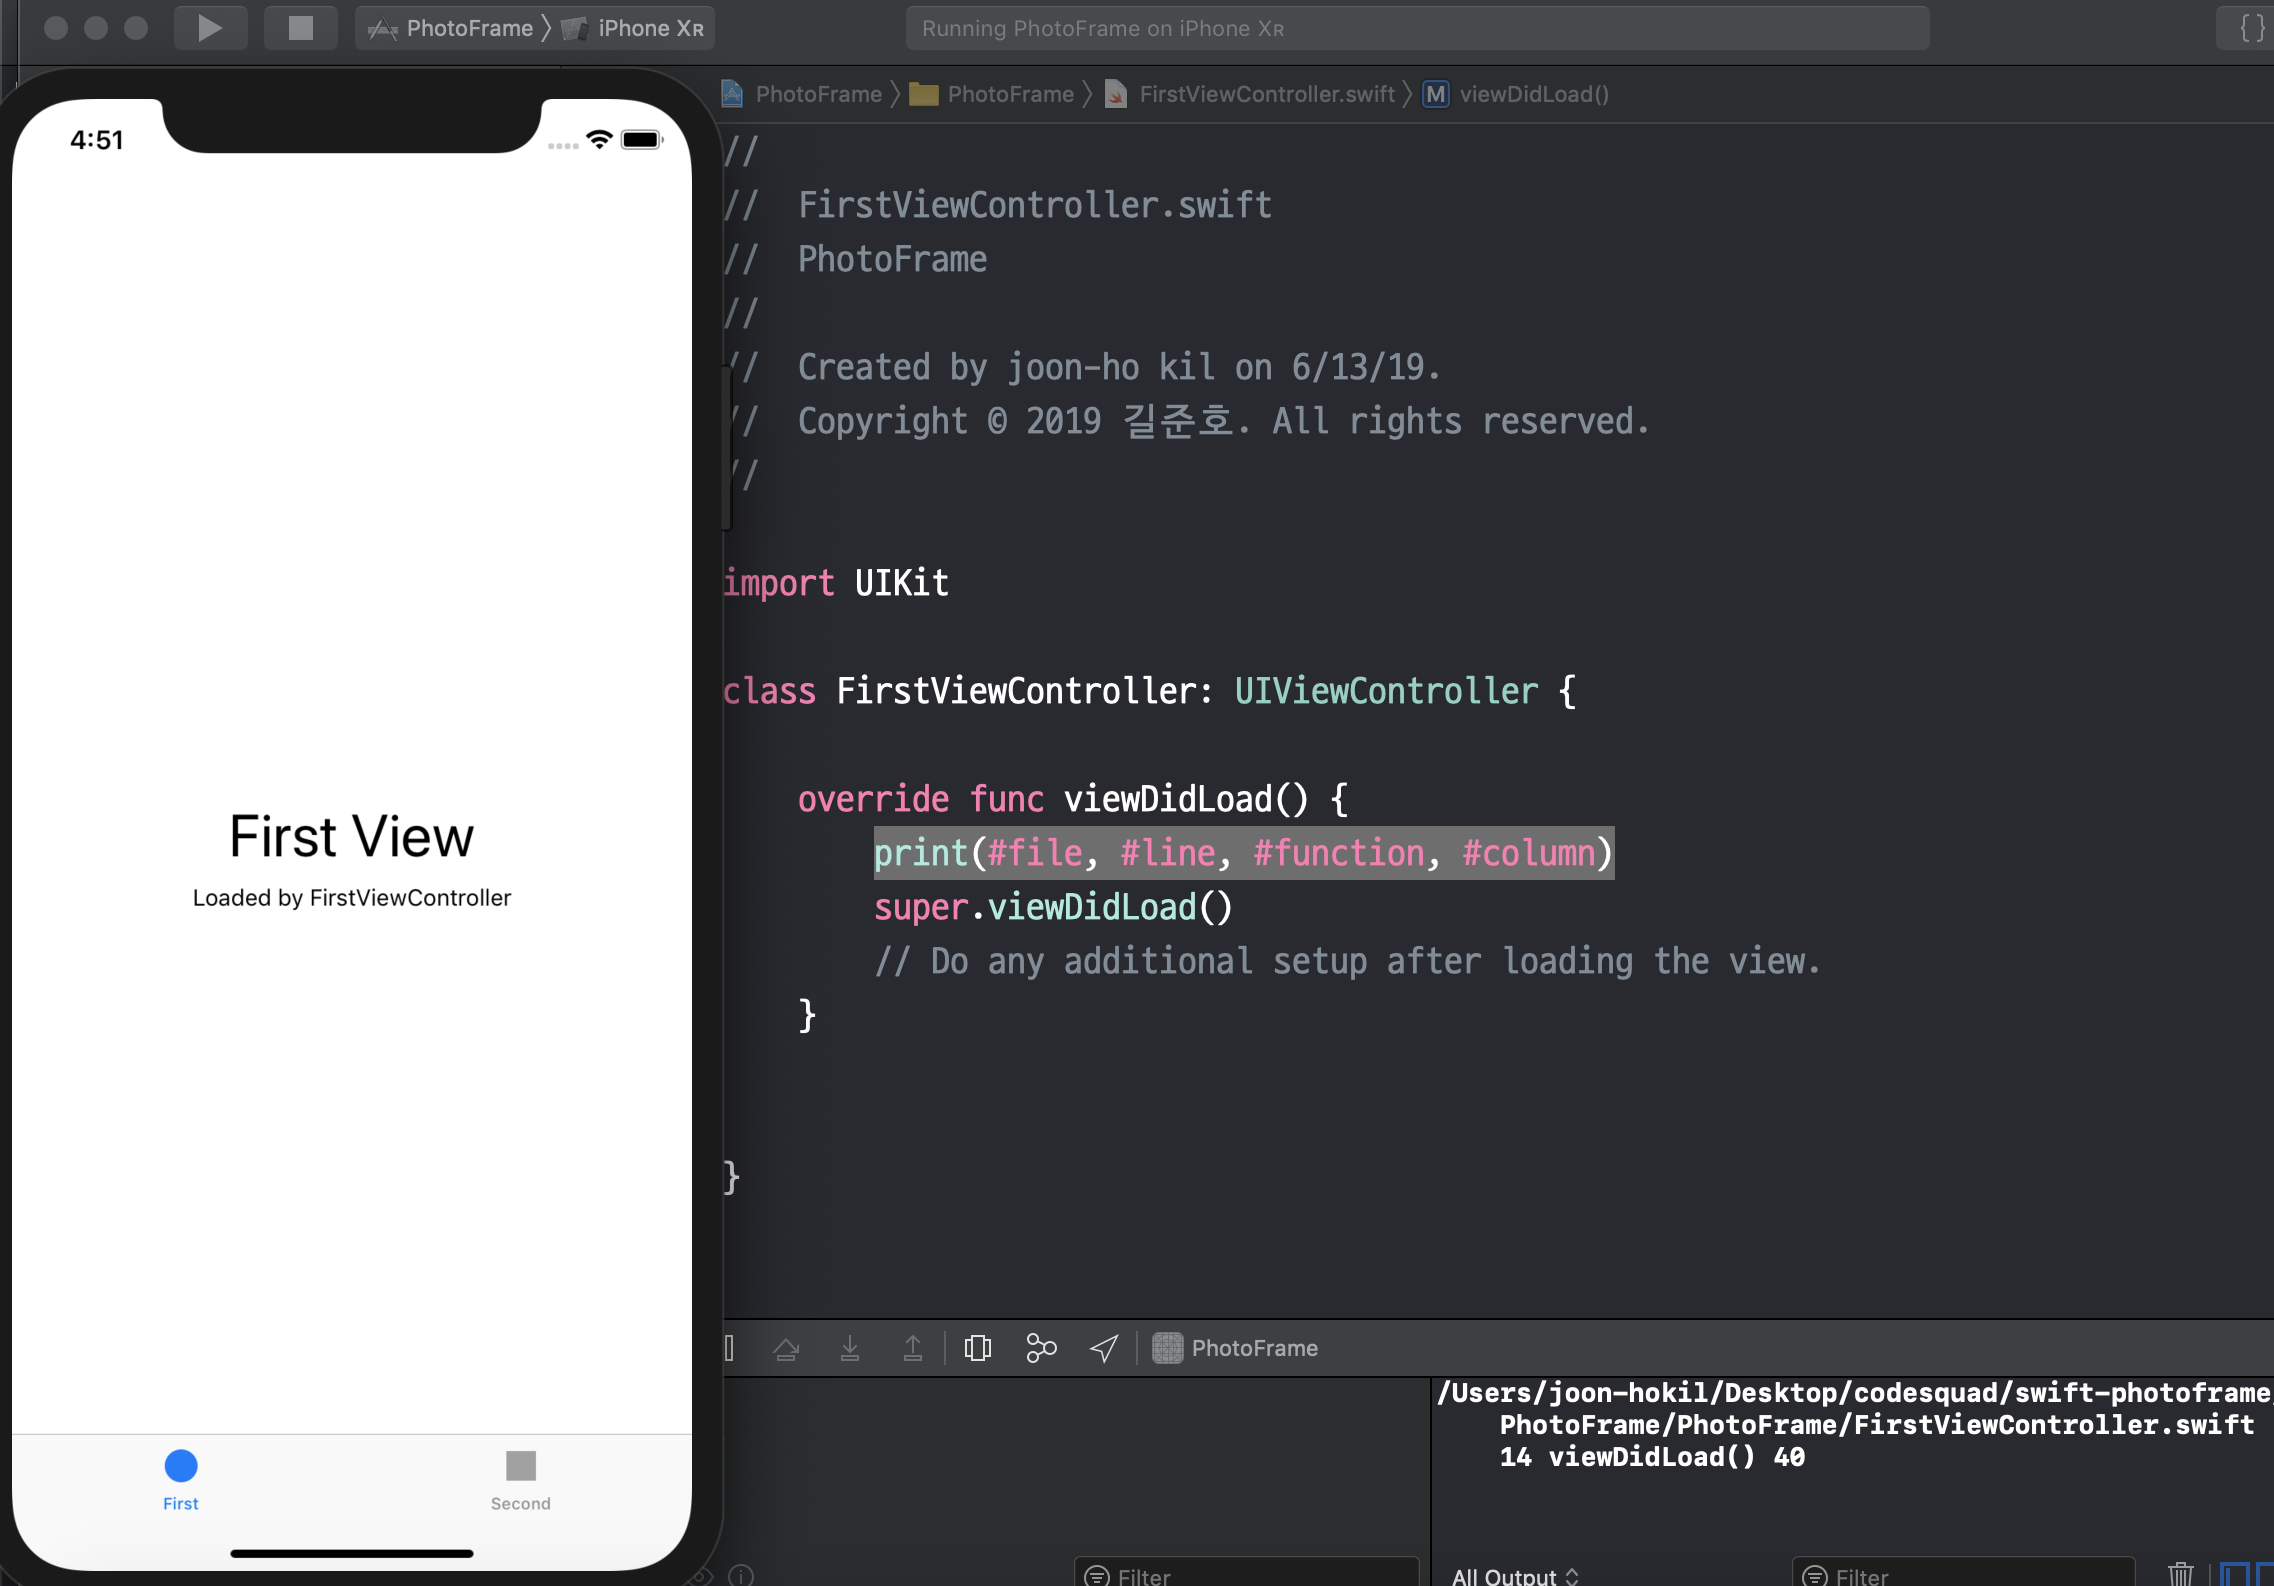 PhotoFrame iPhone XR
Running PhotoFrame on iPhone XR
{}
4:51
First View
Loaded by FirstViewController
First
Second
PhotoFrame PhotoFrame FirstViewController.swift M viewDidLoad()
//
// FirstViewController.swift
// PhotoFrame
//
// Created by joon-ho kil on 6/13/19.
// Copyright © 2019 길준호. All rights reserved.
//
import UIKit
class FirstViewController: UIViewController {
override func viewDidLoad() {
print(#file, #line, #function, #column)
super.viewDidLoad()
// Do any additional setup after loading the view.
}
}
PhotoFrame
/Users/joon-hokil/Desktop/codesquad/swift-photoframe/
PhotoFrame/PhotoFrame/FirstViewController.swift
14 viewDidLoad() 40
Filter
All Output
Filter